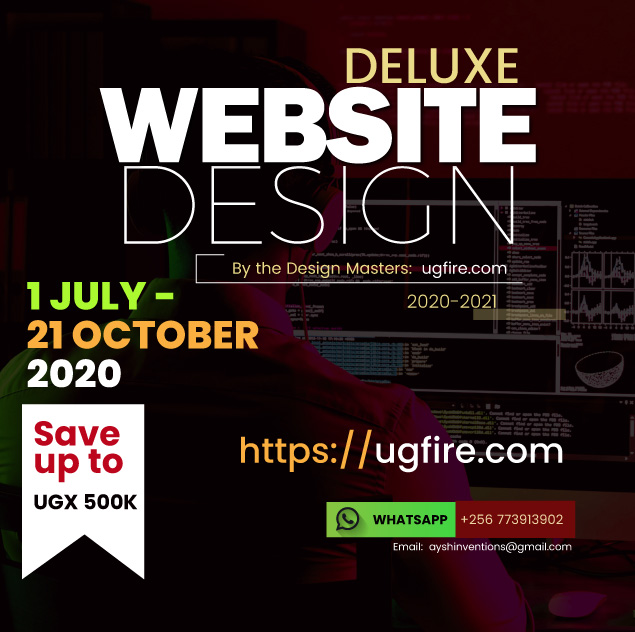 DELUXE
WEBSITE
DESIGN
By the Design Masters: ugfire.com
2020-2021
1 JULY -
21 OCTOBER
2020
Save
up to
UGX 500K
https://ugfire.com
WHATSAPP +256 773913902
Email: ayshinventions@gmail.com